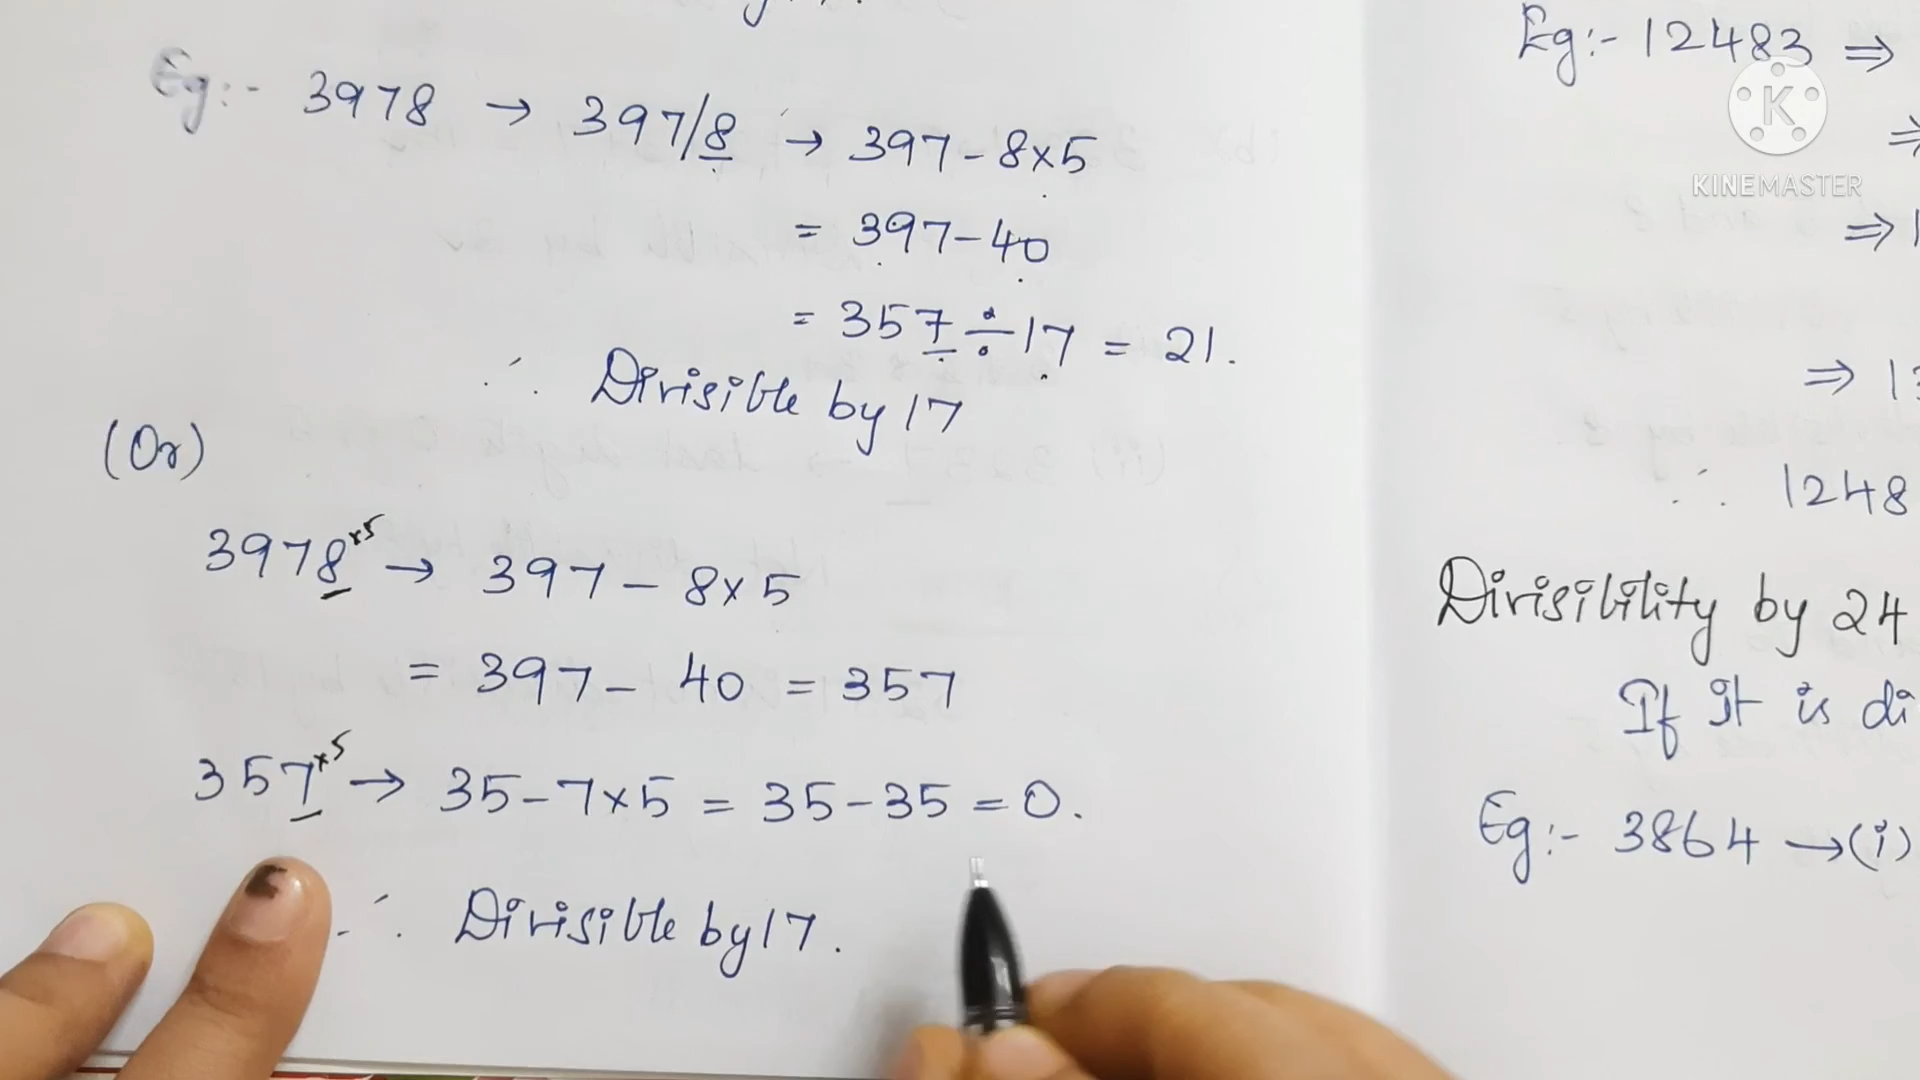 Eg:- 3978 → 397/8 → 397-8×5
= 397-40
= 357 ÷ 17 = 21.
∴ Divisible by 17
(Or)
3978×5 → 397 - 8×5
= 397 - 40 = 357
357×5 → 35-7×5 = 35-35 = 0.
∴ Divisible by 17.
Eg:- 12483 ⇒
⇒
⇒ 1
⇒ 13
∴ 1248
Divisibility by 24
If It is di
Eg:- 3864 → (i)
K
KINEMASTER